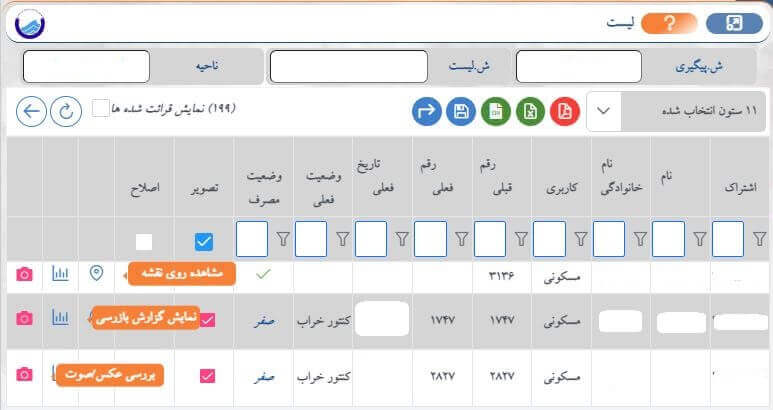 لیست ?
ش.پیگیری ش.لیست ناحیه
۱۱ ستون انتخاب شده (۱۹۹) نمایش قرائت شده ها
اشتراک نام نام خانوادگی کاربری رقم قبلی رقم فعلی تاریخ فعلی وضعیت فعلی وضعیت مصرف تصویر اصلاح
مسکونی ۳۱۳۶ مشاهده روی نقشه
مسکونی ۱۷۴۷ ۱۷۴۷ کنتور خراب صفر نمایش گزارش بازرسی
مسکونی ۲۸۲۷ ۲۸۲۷ کنتور خراب صفر بررسی عکس/صوت